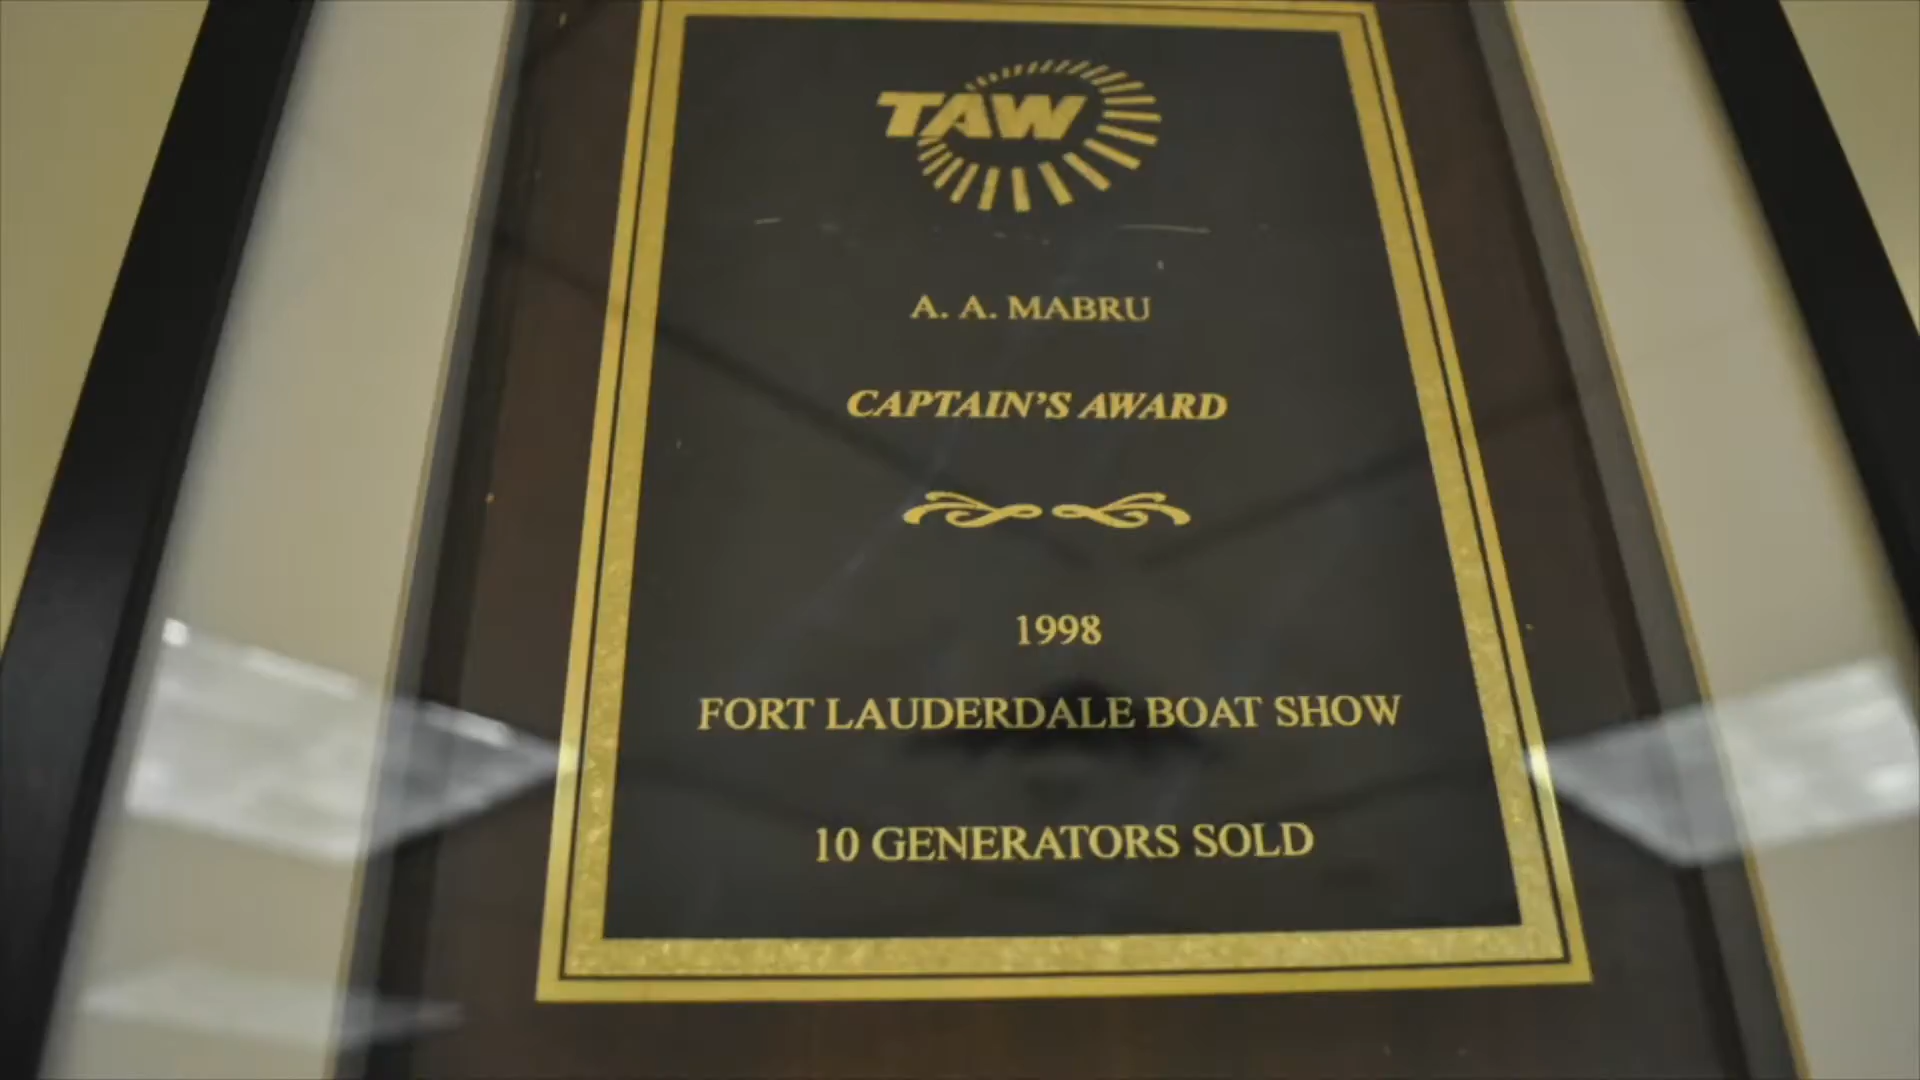 TAW
A. A. MABRU
CAPTAIN'S AWARD
1998
FORT LAUDERDALE BOAT SHOW
10 GENERATORS SOLD